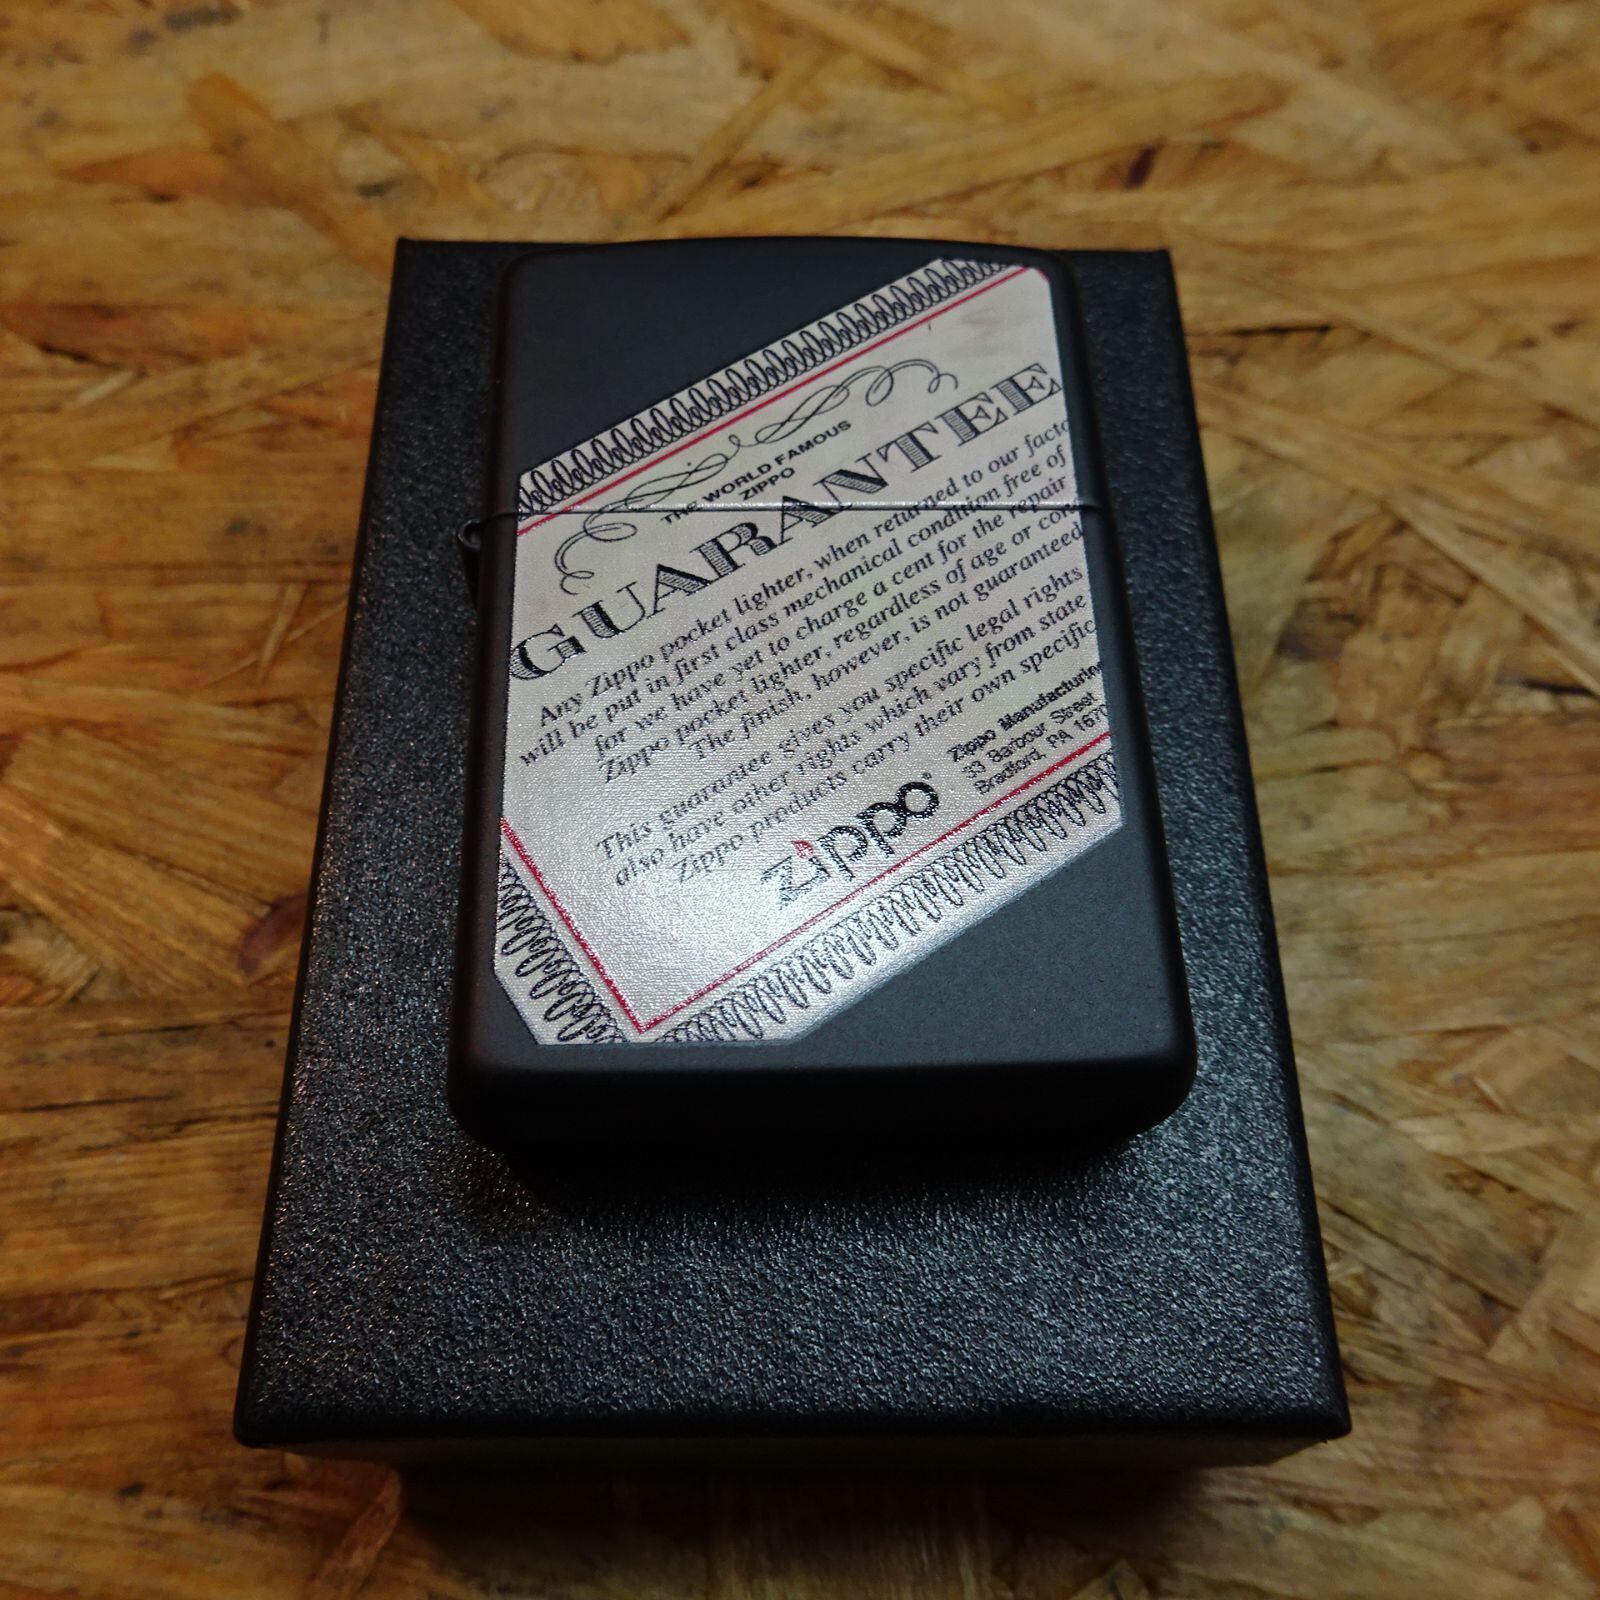 THE WORLD FAMOUS
ZIPPO
GUARANTEE
Any Zippo pocket lighter, when returned to our facto
will be put in first class mechanical condition free of
for we have yet to charge a cent for the repair
Zippo pocket lighter, regardless of age or con
The finish, however, is not guaranteed
This guarantee gives you specific legal rights
also have other rights which vary from state
Zippo products carry their own specific
zippo®
Zippo Manufacturing
33 Barbour Street
Bradford, PA 1670